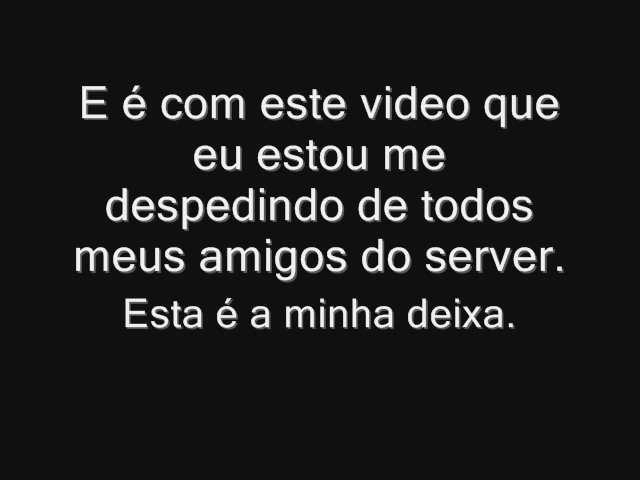 E é com este video que
eu estou me
despedindo de todos
meus amigos do server.
Esta é a minha deixa.